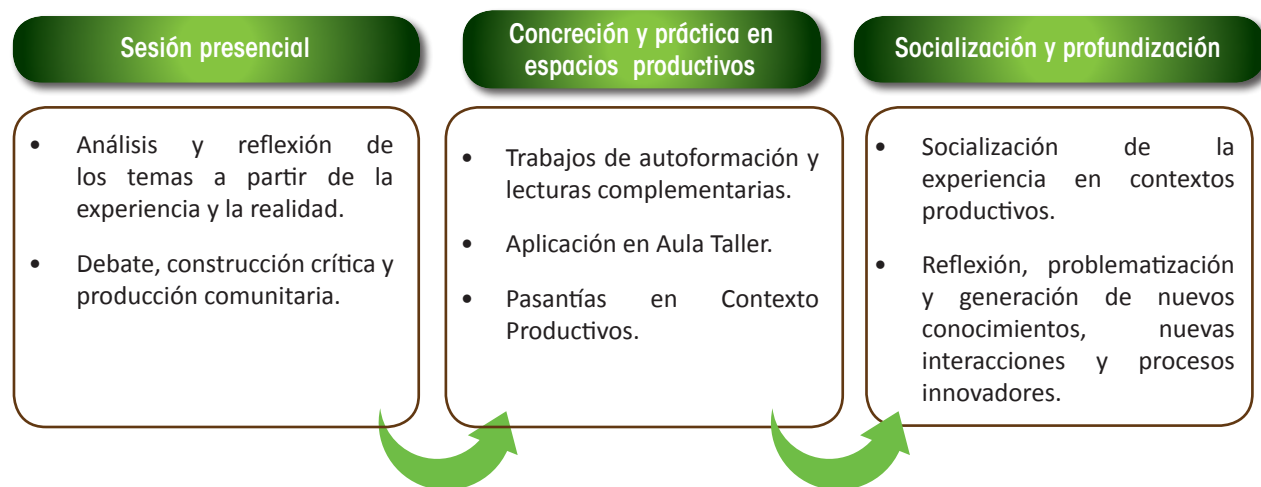 Sesión presencial
• Análisis y reflexión de
los temas a partir de la
experiencia y la realidad.
• Debate, construcción crítica y
producción comunitaria.
Concreción y práctica en
espacios productivos
• Trabajos de autoformación y
lecturas complementarias.
• Aplicación en Aula Taller.
• Pasantías en Contexto
Productivos.
Socialización y profundización
• Socialización de la
experiencia en contextos
productivos.
• Reflexión, problematización
y generación de nuevos
conocimientos, nuevas
interacciones y procesos
innovadores.